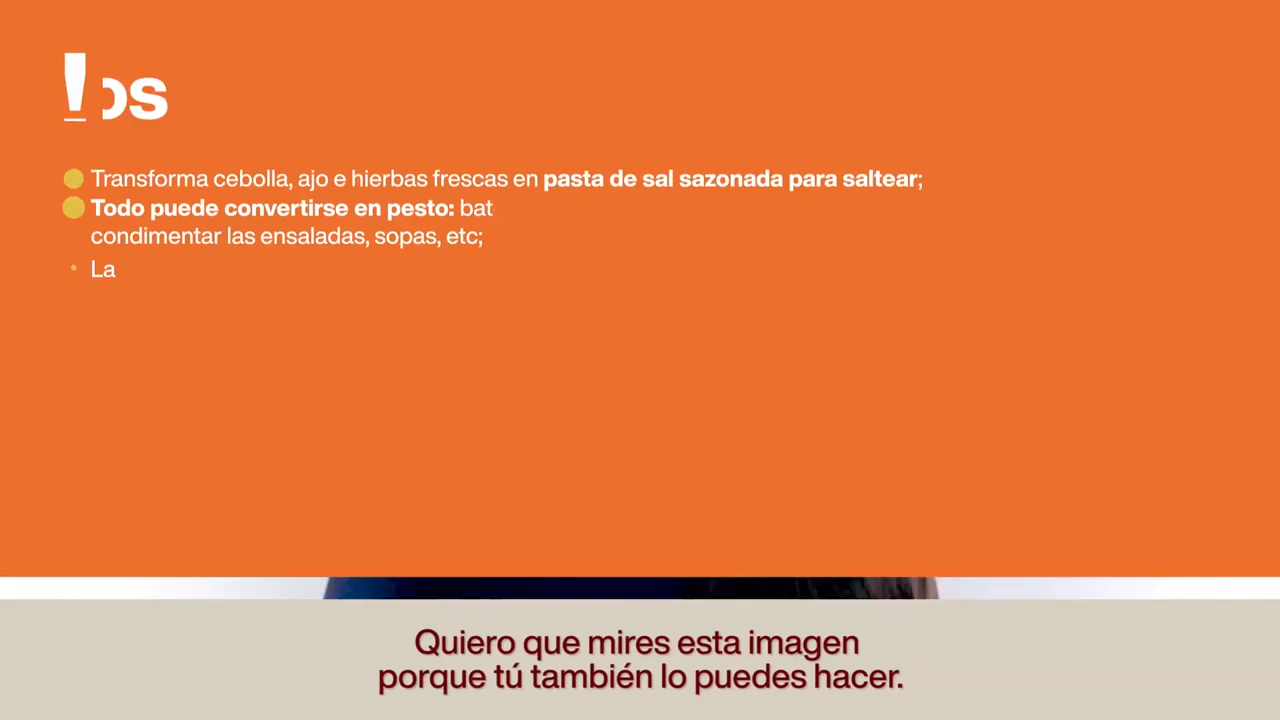 Transforma cebolla, ajo e hierbas frescas en pasta de sal sazonada para saltear;
Todo puede convertirse en pesto: bat
condimentar las ensaladas, sopas, etc;
La
Quiero que mires esta imagen
porque tú también lo puedes hacer.